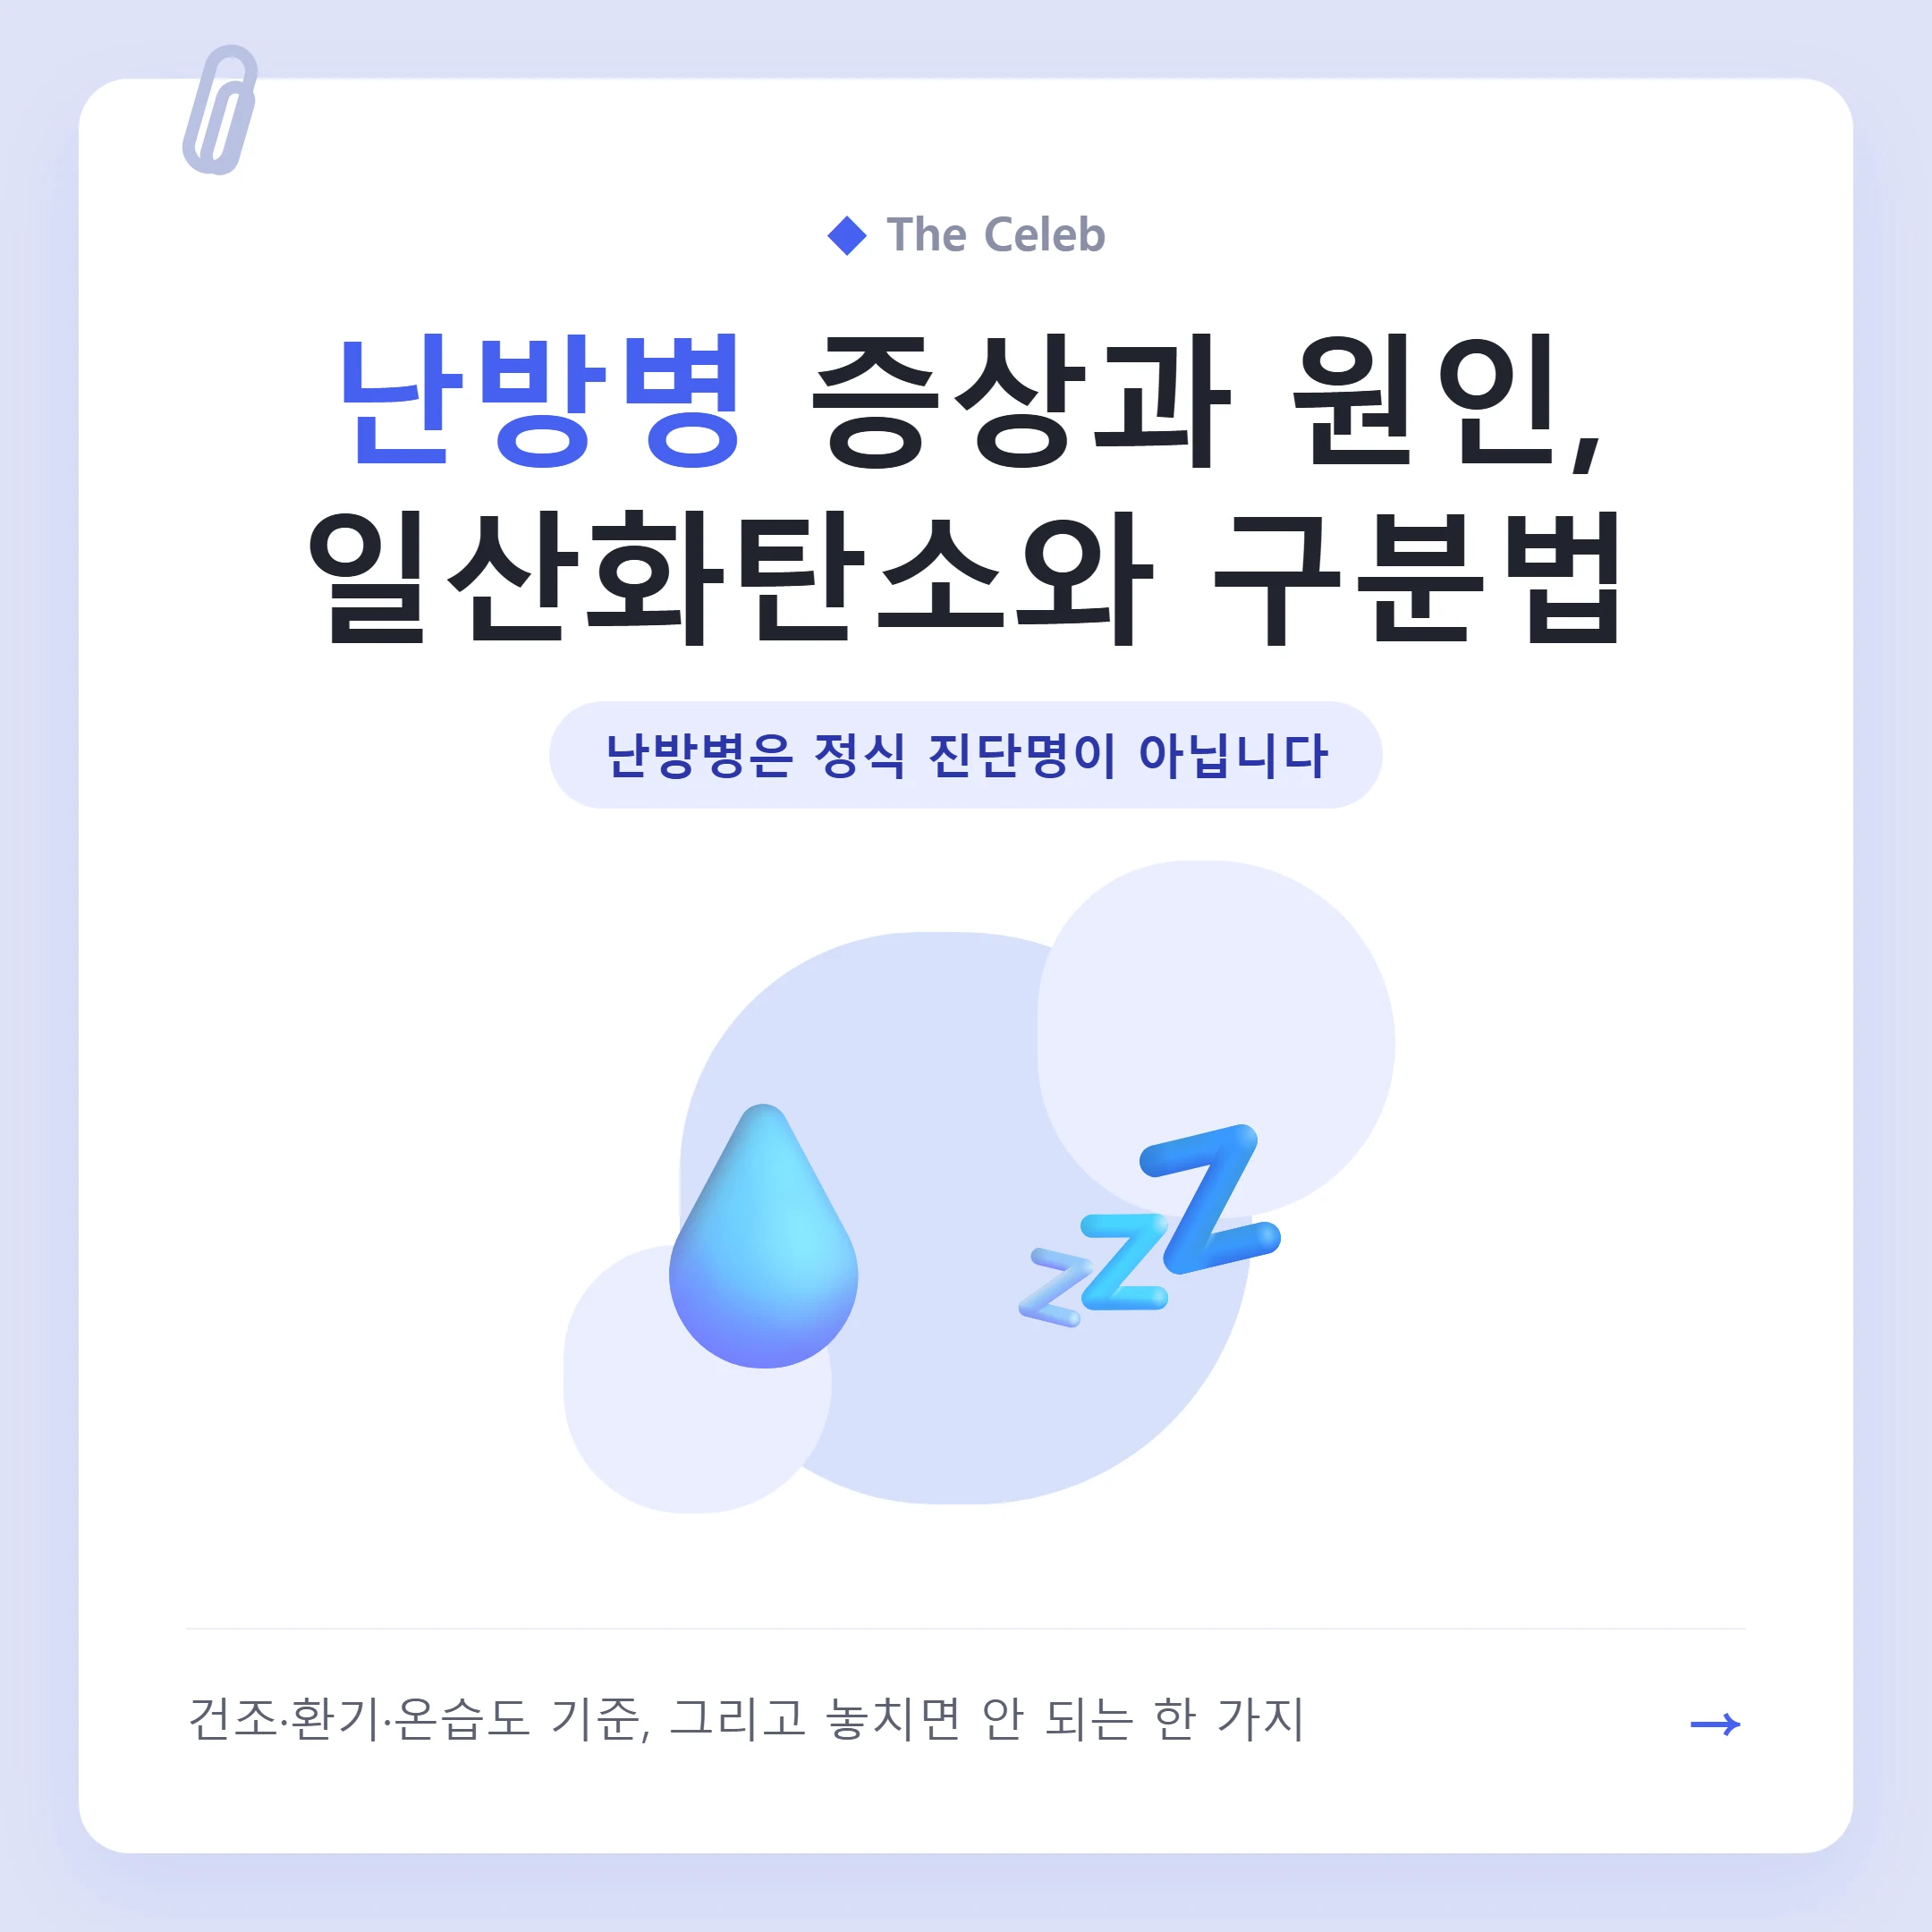 The Celeb
난방병 증상과 원인,
일산화탄소와 구분법
난방병은 정식 진단명이 아닙니다
건조·환기·온습도 기준, 그리고 놓치면 안 되는 한 가지 →